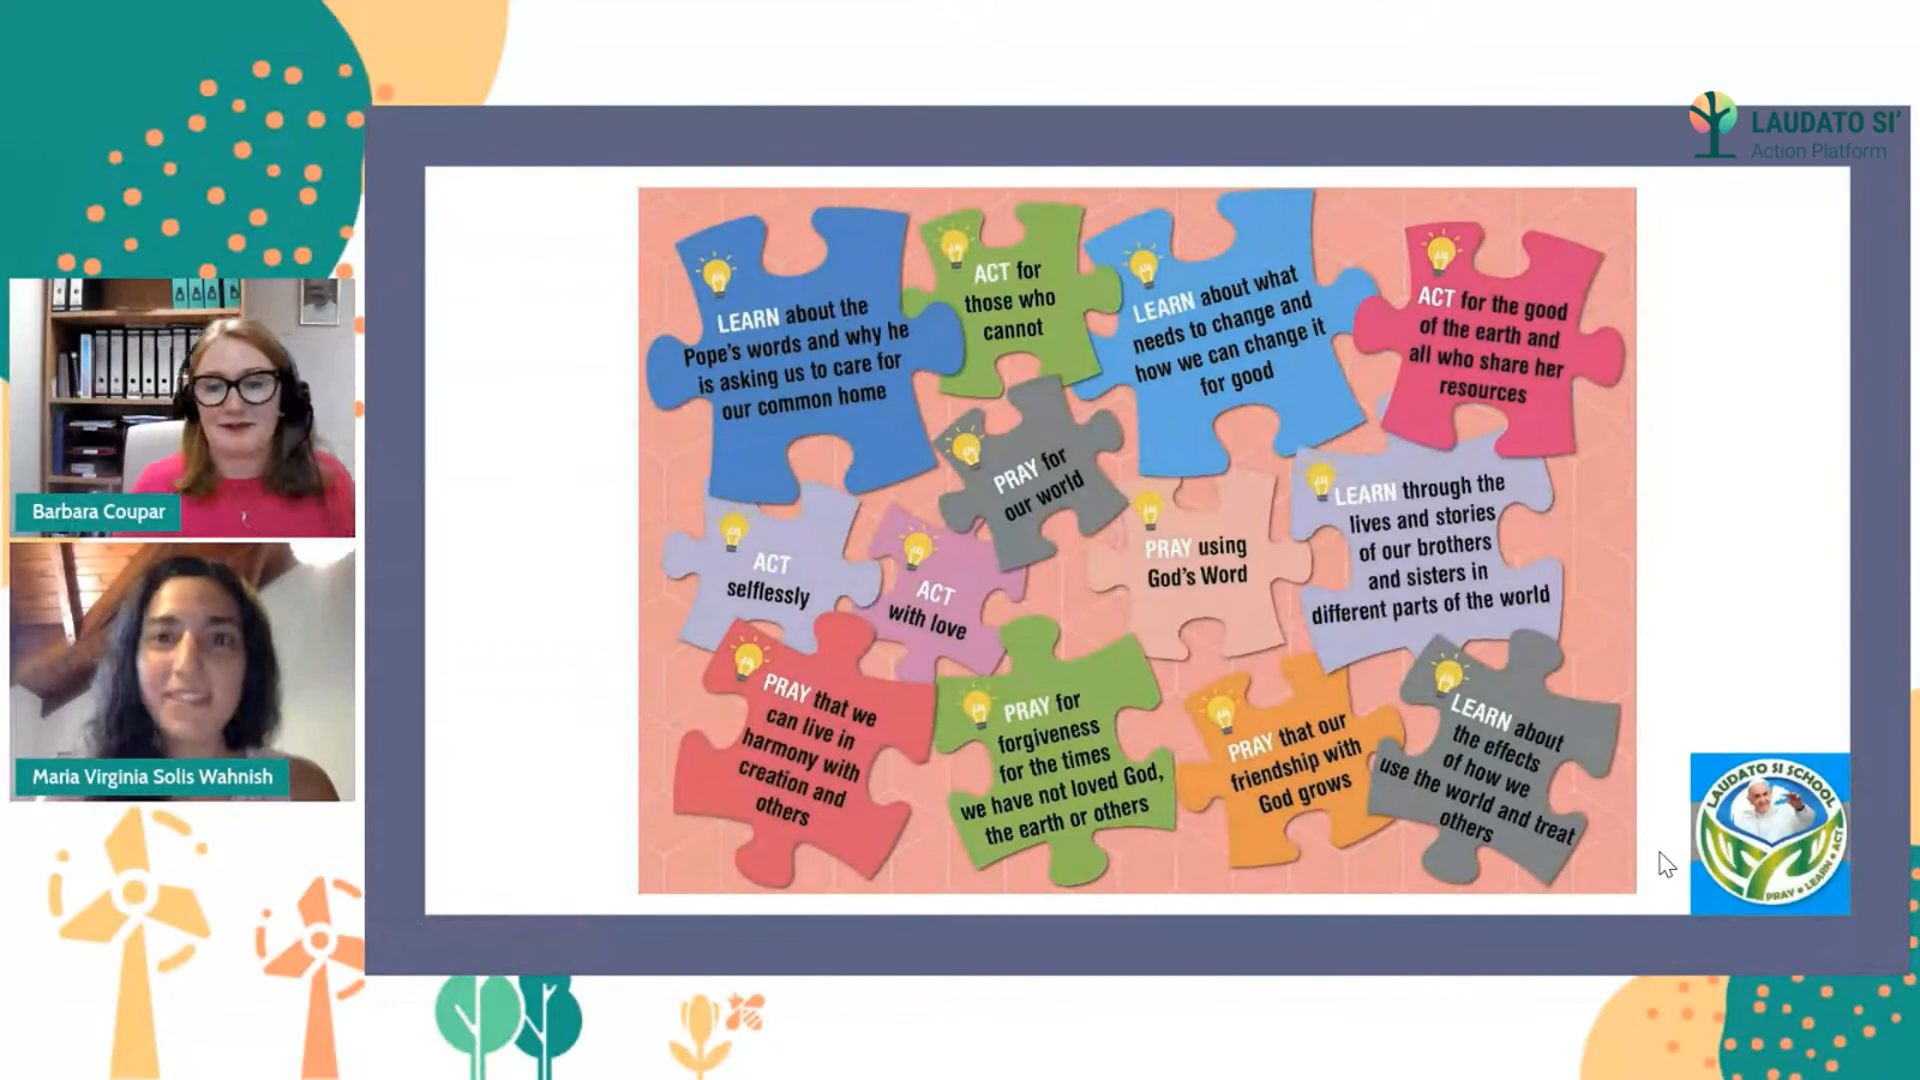 LAUDATO SI'
Action Platform
LEARN about the
Pope's words and why he
is asking us to care for
our common home
ACT for
those who
cannot
LEARN about what
needs to change and
how we can change it
for good
ACT for the good
of the earth and
all who share her
resources
PRAY for
our world
ACT
selflessly
ACT
with love
PRAY using
God's Word
LEARN through the
lives and stories
of our brothers
and sisters in
different parts of the world
PRAY that we
can live in
harmony with
creation and
others
PRAY for
forgiveness
for the times
we have not loved God,
the earth or others
PRAY that our
friendship with
God grows
LEARN about
the effects
of how we
use the world and treat
others
Barbara Coupar
Maria Virginia Solis Wahnish
LAUDATO SI SCHOOL
PRAY • LEARN • ACT